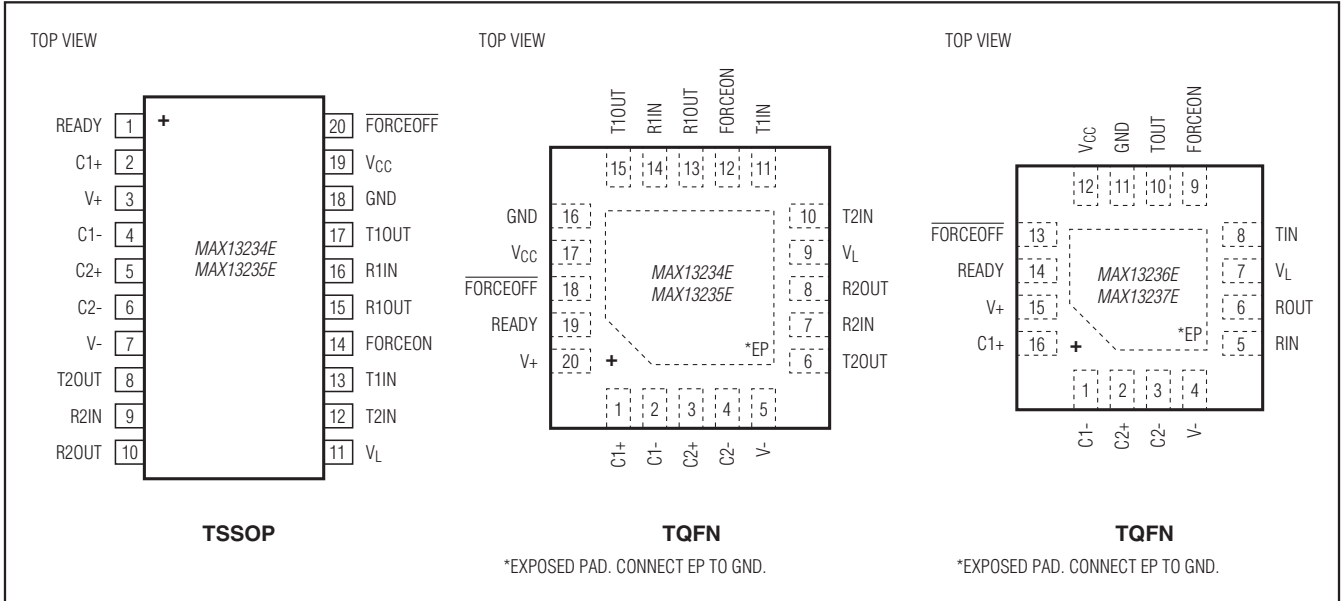 TOP VIEW
READY 1
C1+ 2
V+ 3
C1- 4
C2+ 5
C2- 6
V- 7
T2OUT 8
R2IN 9
R2OUT 10
+
MAX13234E
MAX13235E
20 FORCEOFF
19 VCC
18 GND
17 T1OUT
16 R1IN
15 R1OUT
14 FORCEON
13 T1IN
12 T2IN
11 VL
TSSOP
TOP VIEW
T1OUT R1IN R1OUT FORCEON T1IN
15 14 13 12 11
GND 16
VCC 17
FORCEOFF 18
READY 19
V+ 20
MAX13234E
MAX13235E
*EP
+
10 T2IN
9 VL
8 R2OUT
7 R2IN
6 T2OUT
1 2 3 4 5
C1+ C1- C2+ C2- V-
TQFN
*EXPOSED PAD. CONNECT EP TO GND.
TOP VIEW
VCC GND TOUT FORCEON
12 11 10 9
FORCEOFF 13
READY 14
V+ 15
C1+ 16
MAX13236E
MAX13237E
*EP
+
8 TIN
7 VL
6 ROUT
5 RIN
1 2 3 4
C1- C2+ C2- V-
TQFN
*EXPOSED PAD. CONNECT EP TO GND.